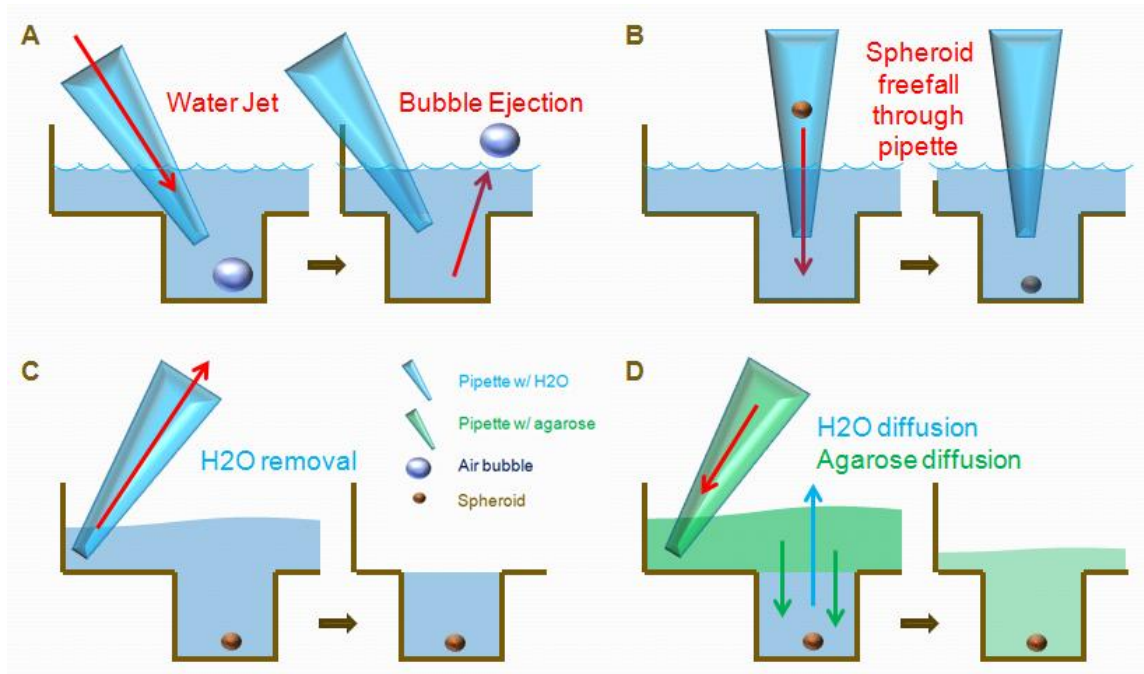 A
Water Jet
Bubble Ejection
B
Spheroid
freefall
through
pipette
C
H2O removal
Pipette w/ H2O
Pipette w/ agarose
Air bubble
Spheroid
D
H2O diffusion
Agarose diffusion